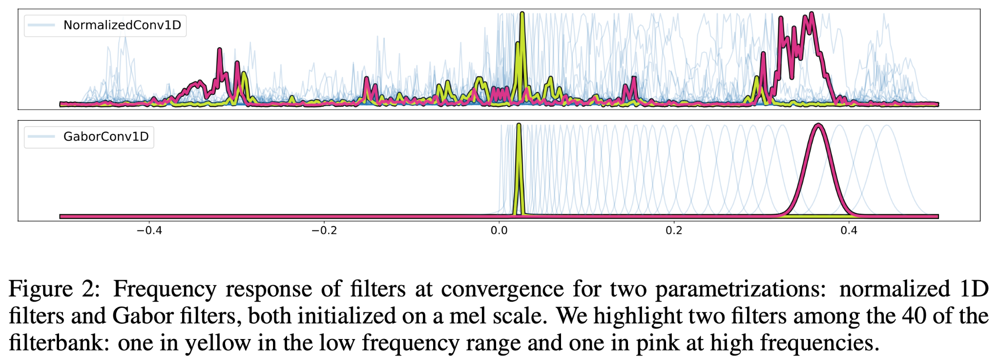 NormalizedConv1D
GaborConv1D
−0.4 −0.2 0.0 0.2 0.4
Figure 2: Frequency response of filters at convergence for two parametrizations: normalized 1D
filters and Gabor filters, both initialized on a mel scale. We highlight two filters among the 40 of the
filterbank: one in yellow in the low frequency range and one in pink at high frequencies.